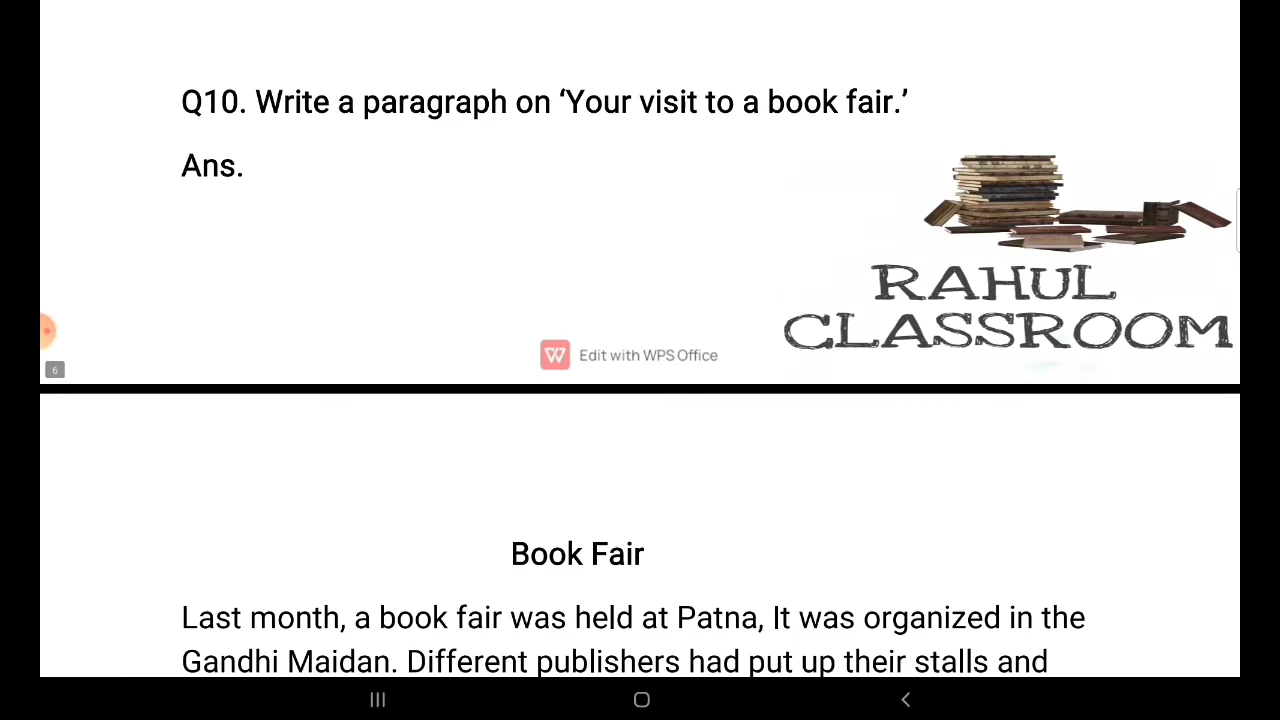 Q10. Write a paragraph on ‘Your visit to a book fair.’
Ans.
RAHUL
CLASSROOM
Edit with WPS Office
6
Book Fair
Last month, a book fair was held at Patna, It was organized in the
Gandhi Maidan. Different publishers had put up their stalls and